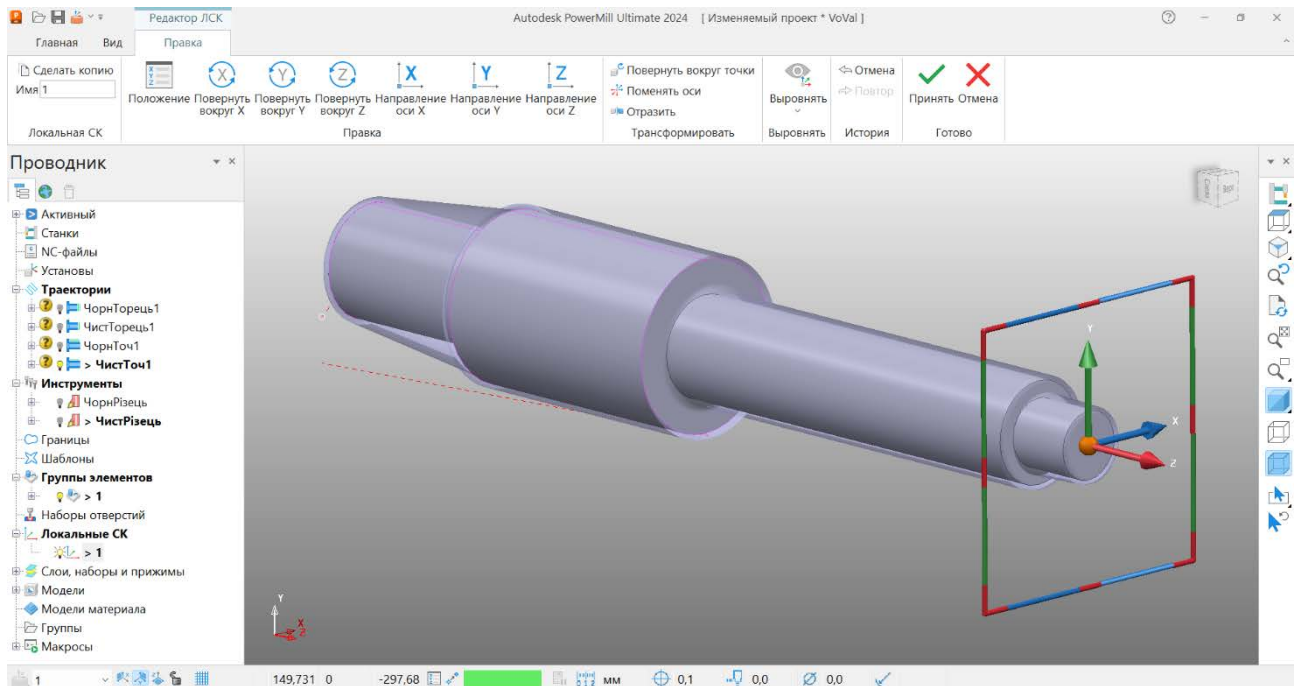 Редактор ЛСК
Autodesk PowerMill Ultimate 2024 [ Изменяемый проект * VoVal ]
Главная Вид Правка
Сделать копию
Имя 1
Локальная СК
Положение
Повернуть вокруг X
Повернуть вокруг Y
Повернуть вокруг Z
X
Направление оси X
Y
Направление оси Y
Z
Направление оси Z
Правка
Повернуть вокруг точки
Поменять оси
Отразить
Трансформировать
Выровнять
Выровнять
Отмена
Повтор
История
Принять Отмена
Готово
Проводник
Активный
Станки
NC-файлы
Установы
Траектории
ЧорнТорець1
ЧистТорець1
ЧорнТоч1
> ЧистТоч1
Инструменты
ЧорнРізець
> ЧистРізець
Границы
Шаблоны
Группы элементов
> 1
Наборы отверстий
Локальные СК
> 1
Слои, наборы и прижимы
Модели
Модели материала
Группы
Макросы
Y
X
Z
Y
X
Z
1 149,731 0 -297,68 мм 0,1 0,0 0,0